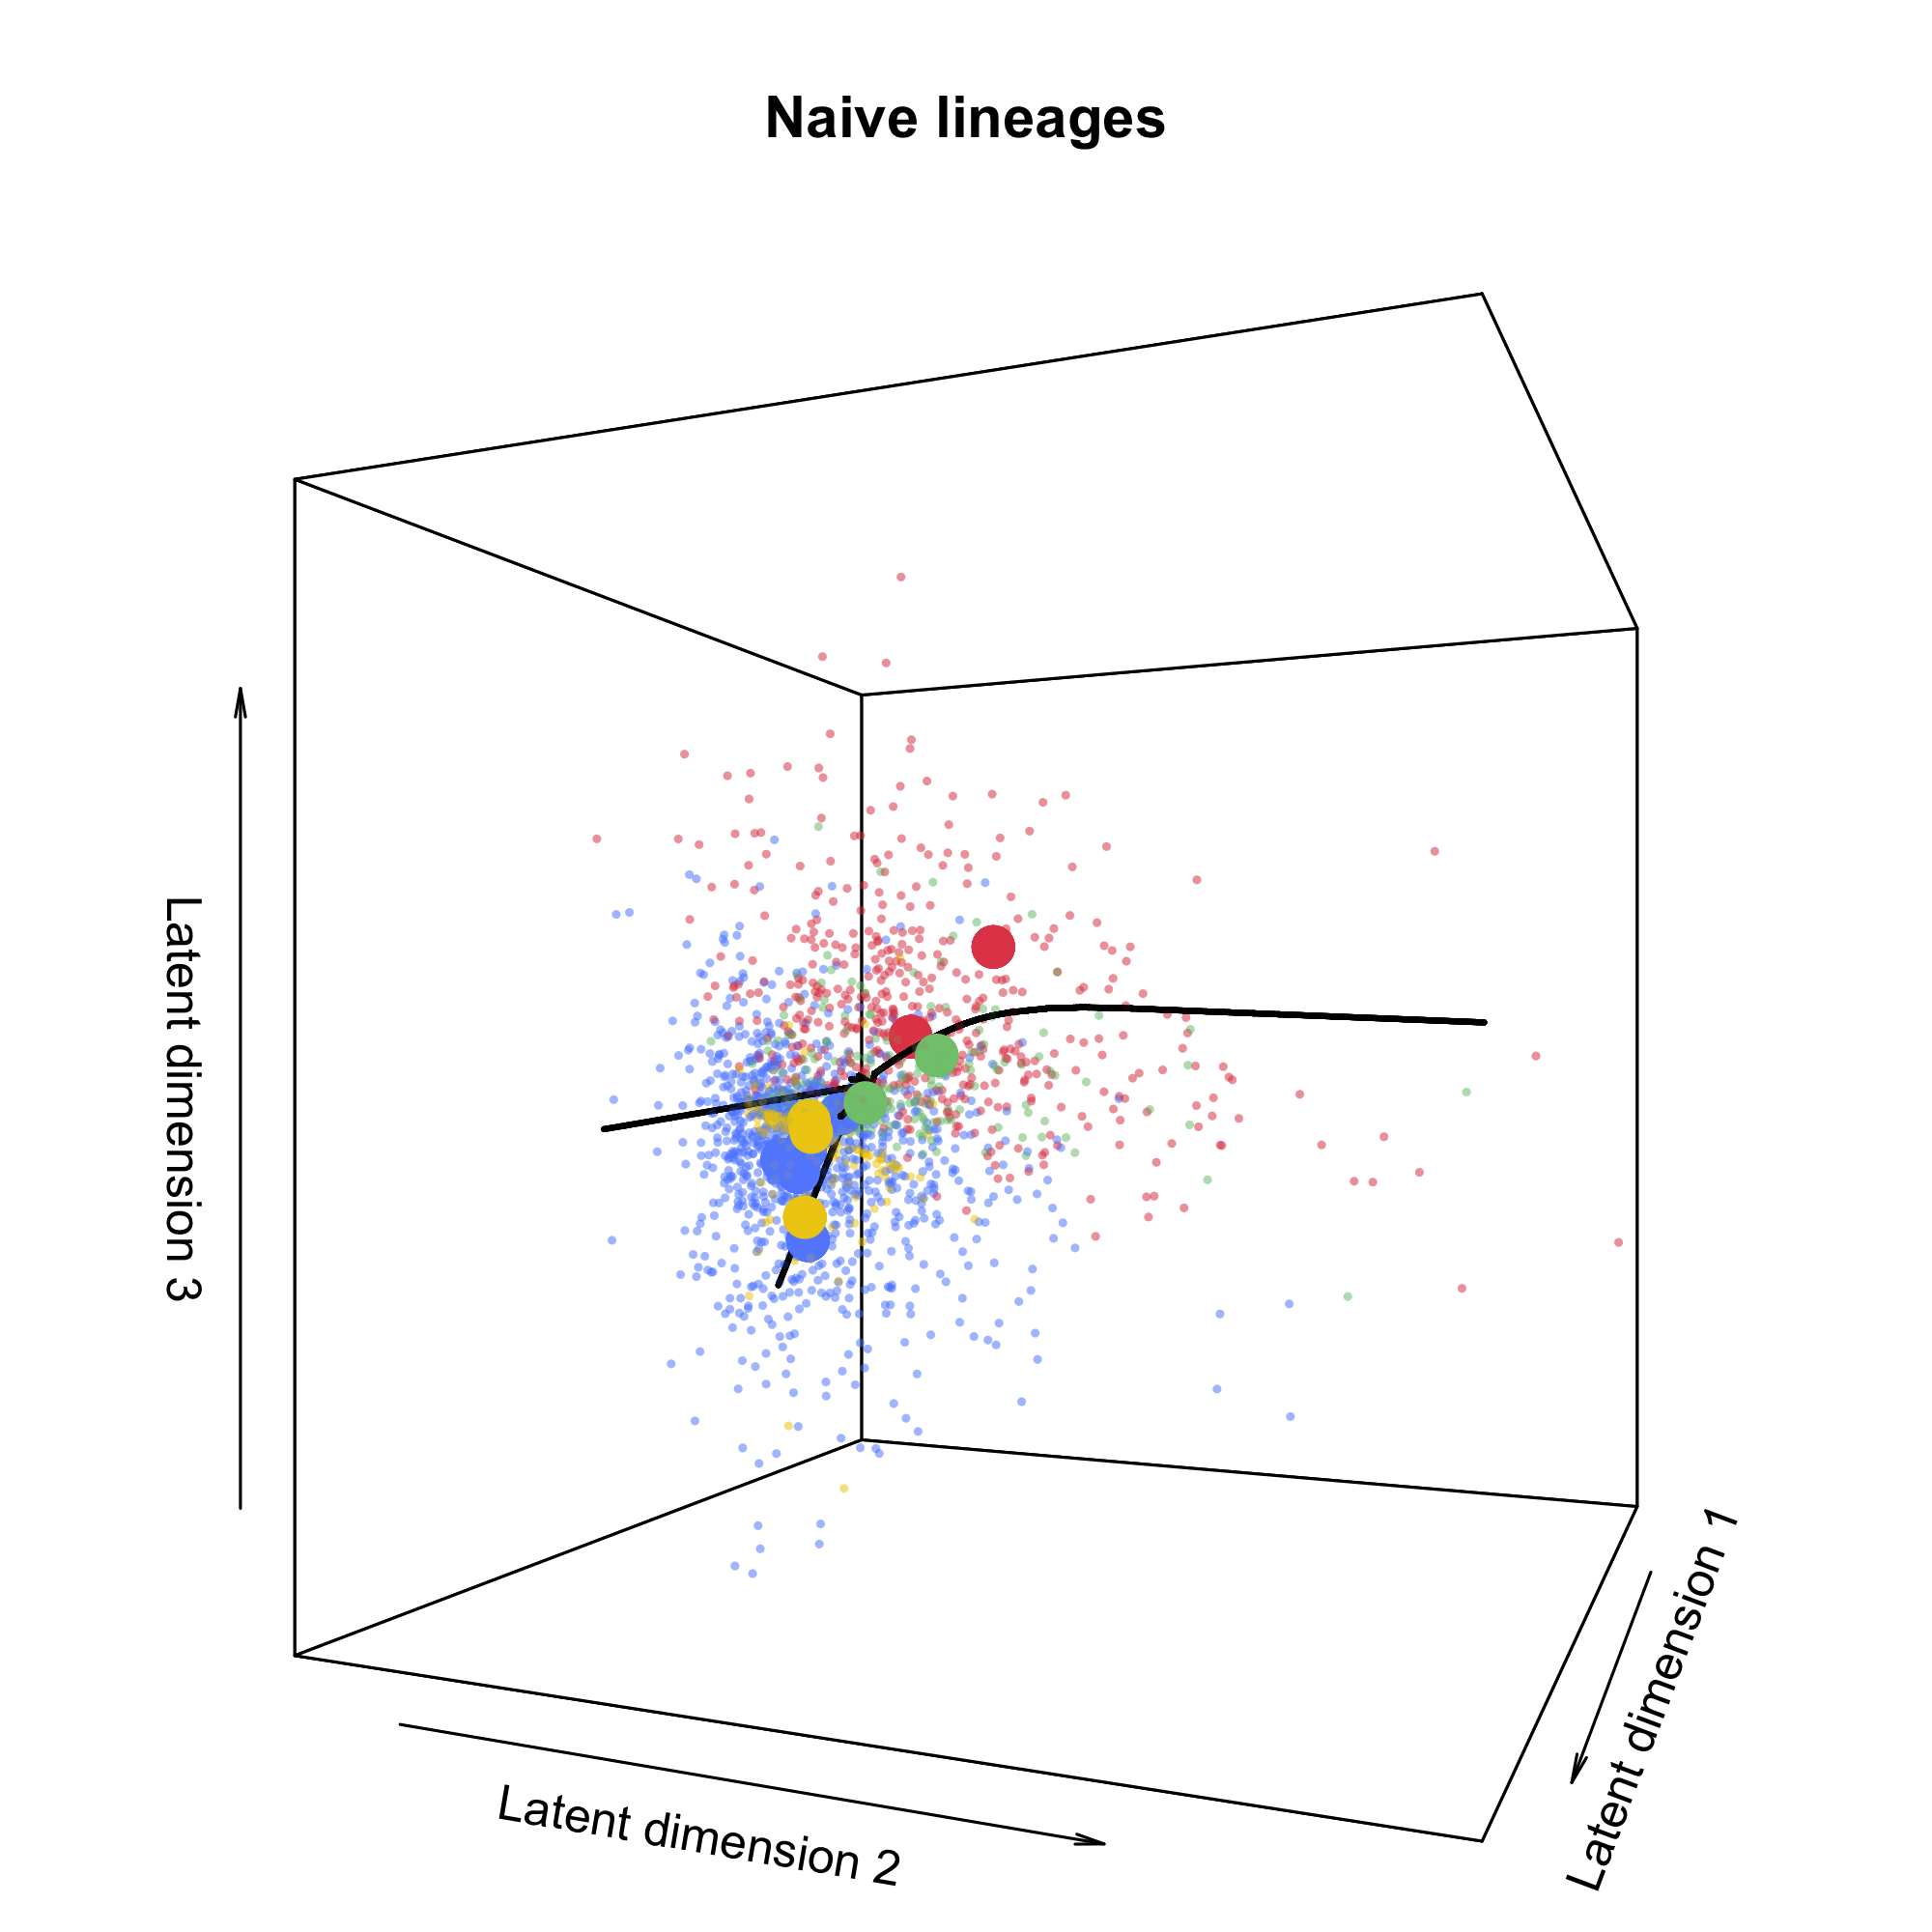 Naive lineages
Latent dimension 3
Latent dimension 2
Latent dimension 1